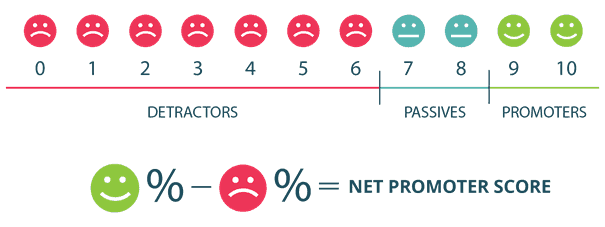 0 1 2 3 4 5 6 7 8 9 10
DETRACTORS PASSIVES PROMOTERS
% – % = NET PROMOTER SCORE